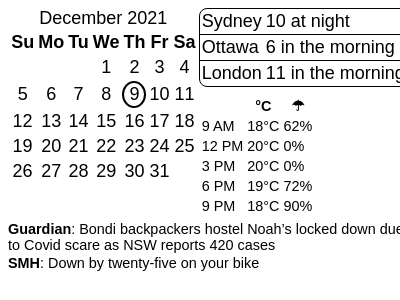 December 2021
Su Mo Tu We Th Fr Sa
1 2 3 4
5 6 7 8 9 10 11
12 13 14 15 16 17 18
19 20 21 22 23 24 25
26 27 28 29 30 31
Sydney 10 at night
Ottawa 6 in the morning
London 11 in the morning
°C ☂
9 AM 18°C 62%
12 PM 20°C 0%
3 PM 20°C 0%
6 PM 19°C 72%
9 PM 18°C 90%
Guardian: Bondi backpackers hostel Noah’s locked down due
to Covid scare as NSW reports 420 cases
SMH: Down by twenty-five on your bike